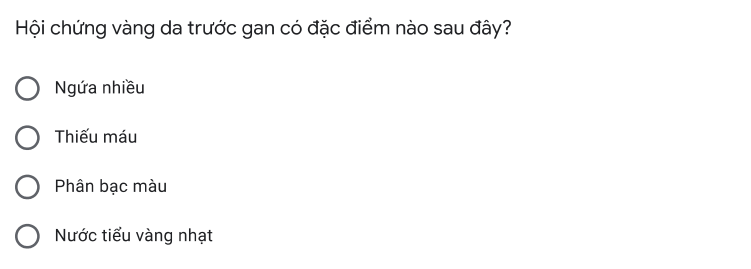 Hội chứng vàng da trước gan có đặc điểm nào sau đây?
Ngứa nhiều
Thiếu máu
Phân bạc màu
Nước tiểu vàng nhạt